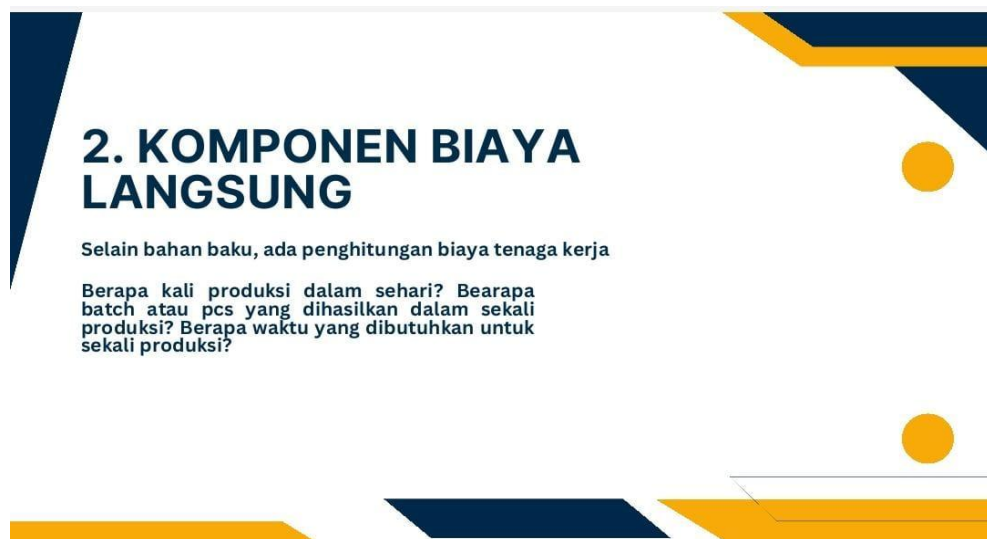 2. KOMPONEN BIAYA
LANGSUNG
Selain bahan baku, ada penghitungan biaya tenaga kerja
Berapa kali produksi dalam sehari? Bearapa
batch atau pcs yang dihasilkan dalam sekali
produksi? Berapa waktu yang dibutuhkan untuk
sekali produksi?